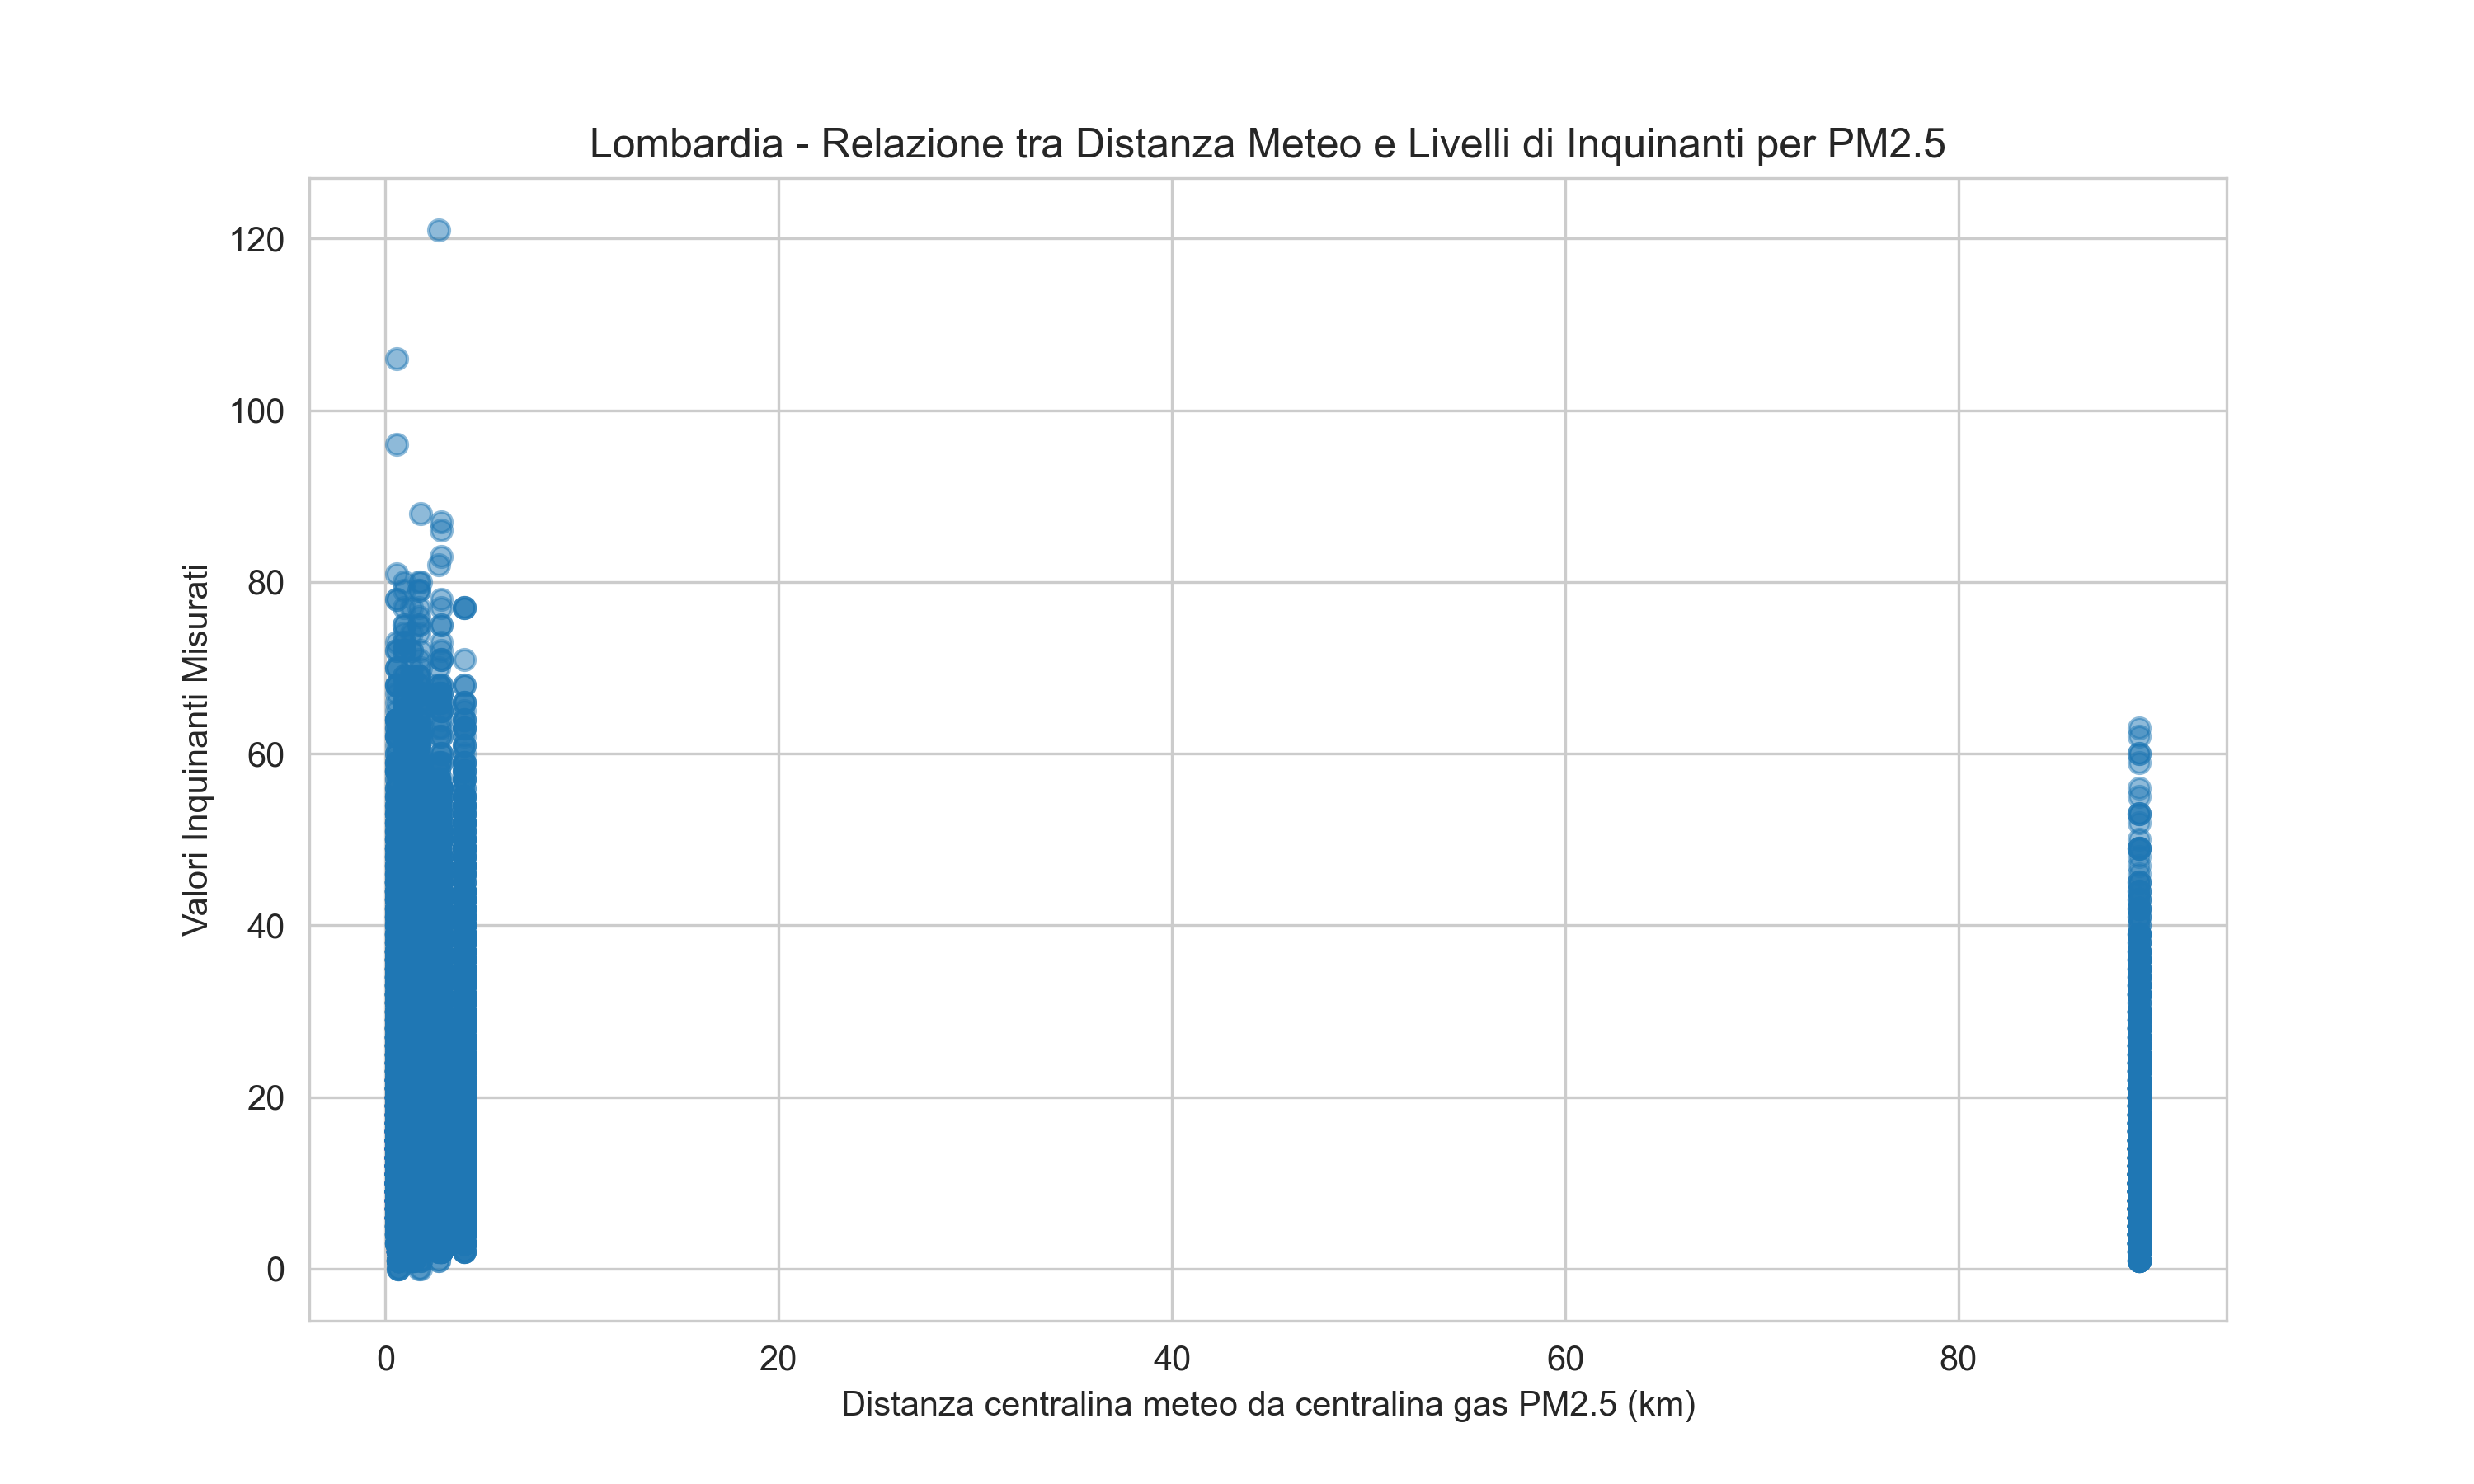 Lombardia - Relazione tra Distanza Meteo e Livelli di Inquinanti per PM2.5
120
100
80
60
40
20
0
Valori Inquinanti Misurati
0 20 40 60 80
Distanza centralina meteo da centralina gas PM2.5 (km)